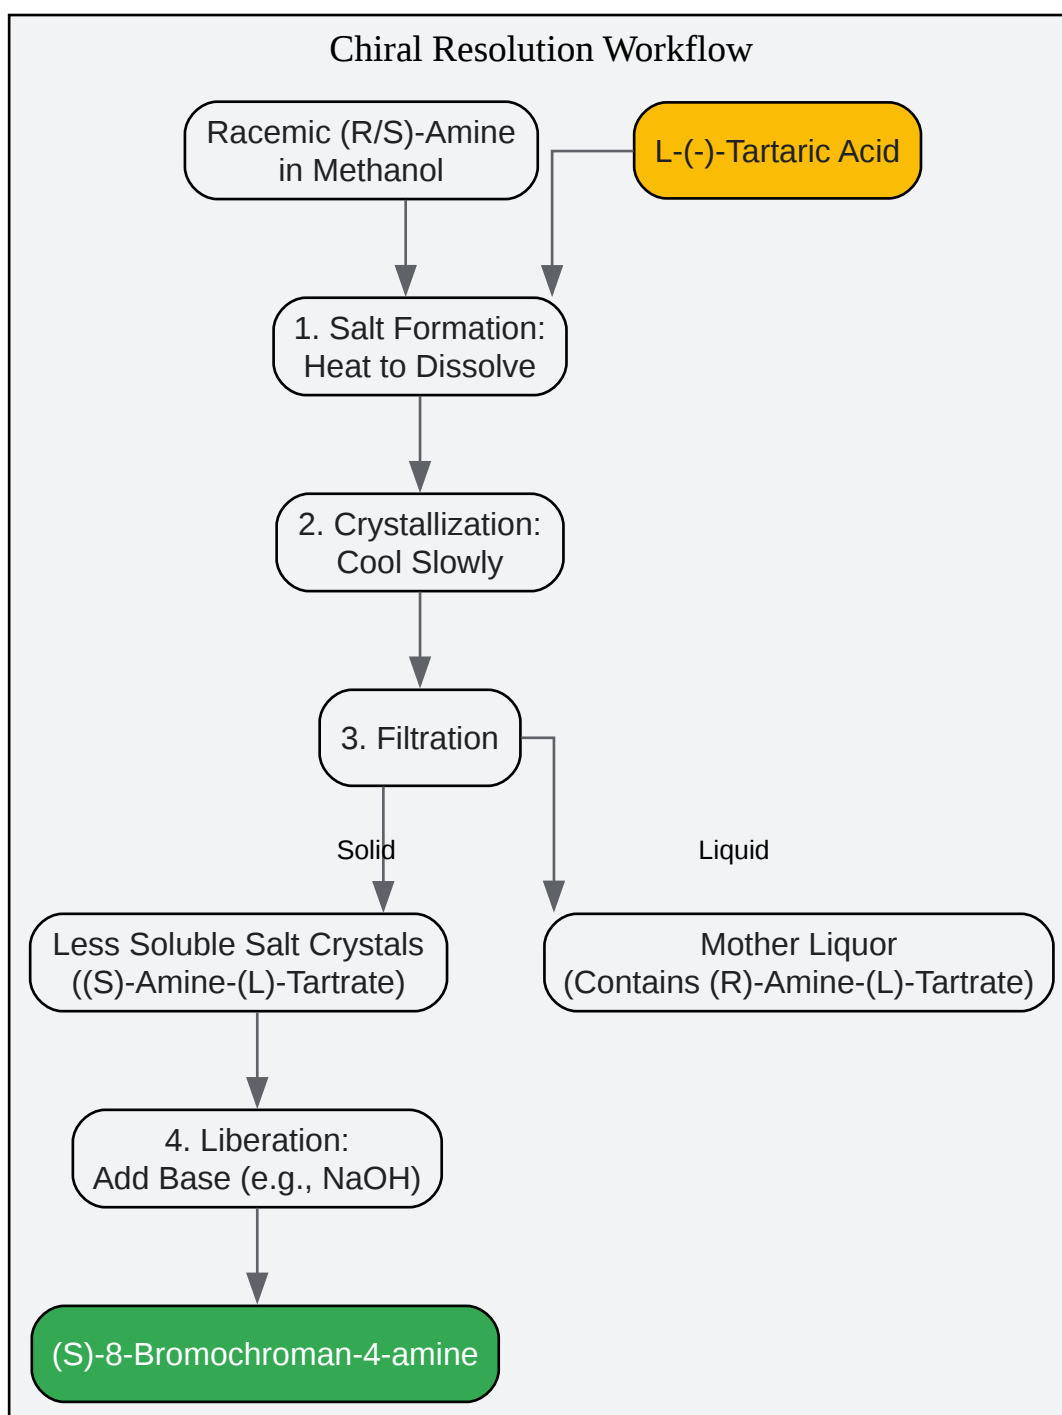 Chiral Resolution Workflow
Racemic (R/S)-Amine
in Methanol
L-(-)-Tartaric Acid
1. Salt Formation:
Heat to Dissolve
2. Crystallization:
Cool Slowly
3. Filtration
Solid
Liquid
Less Soluble Salt Crystals
((S)-Amine-(L)-Tartrate)
Mother Liquor
(Contains (R)-Amine-(L)-Tartrate)
4. Liberation:
Add Base (e.g., NaOH)
(S)-8-Bromochroman-4-amine